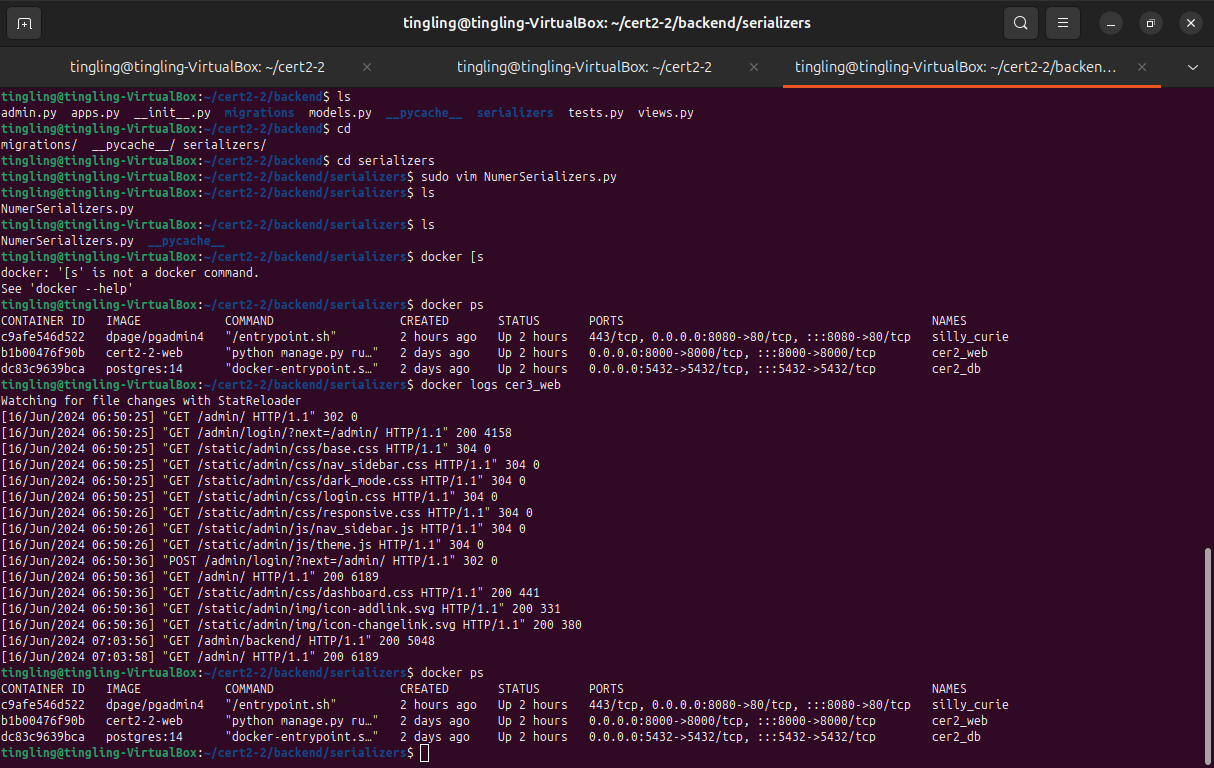 tingling@tingling-VirtualBox: ~/cert2-2/backend/serializers
tingling@tingling-VirtualBox: ~/cert2-2
tingling@tingling-VirtualBox: ~/cert2-2
tingling@tingling-VirtualBox: ~/cert2-2/backen...
tingling@tingling-VirtualBox:~/cert2-2/backend$ ls
admin.py  apps.py  __init__.py  migrations  models.py  __pycache__  serializers  tests.py  views.py
tingling@tingling-VirtualBox:~/cert2-2/backend$ cd
migrations/  __pycache__/ serializers/
tingling@tingling-VirtualBox:~/cert2-2/backend$ cd serializers
tingling@tingling-VirtualBox:~/cert2-2/backend/serializers$ sudo vim NumerSerializers.py
tingling@tingling-VirtualBox:~/cert2-2/backend/serializers$ ls
NumerSerializers.py
tingling@tingling-VirtualBox:~/cert2-2/backend/serializers$ ls
NumerSerializers.py  __pycache__
tingling@tingling-VirtualBox:~/cert2-2/backend/serializers$ docker [s
docker: '[s' is not a docker command.
See 'docker --help'
tingling@tingling-VirtualBox:~/cert2-2/backend/serializers$ docker ps
CONTAINER ID   IMAGE            COMMAND                  CREATED       STATUS       PORTS                                            NAMES
c9afe546d522   dpage/pgadmin4   "/entrypoint.sh"         2 hours ago   Up 2 hours   443/tcp, 0.0.0.0:8080->80/tcp, :::8080->80/tcp   silly_curie
b1b00476f90b   cert2-2-web      "python manage.py ru…"   2 days ago    Up 2 hours   0.0.0.0:8000->8000/tcp, :::8000->8000/tcp        cer2_web
dc83c9639bca   postgres:14      "docker-entrypoint.s…"   2 days ago    Up 2 hours   0.0.0.0:5432->5432/tcp, :::5432->5432/tcp        cer2_db
tingling@tingling-VirtualBox:~/cert2-2/backend/serializers$ docker logs cer3_web
Watching for file changes with StatReloader
[16/Jun/2024 06:50:25] "GET /admin/ HTTP/1.1" 302 0
[16/Jun/2024 06:50:25] "GET /admin/login/?next=/admin/ HTTP/1.1" 200 4158
[16/Jun/2024 06:50:25] "GET /static/admin/css/base.css HTTP/1.1" 304 0
[16/Jun/2024 06:50:25] "GET /static/admin/css/nav_sidebar.css HTTP/1.1" 304 0
[16/Jun/2024 06:50:25] "GET /static/admin/css/dark_mode.css HTTP/1.1" 304 0
[16/Jun/2024 06:50:25] "GET /static/admin/css/login.css HTTP/1.1" 304 0
[16/Jun/2024 06:50:26] "GET /static/admin/css/responsive.css HTTP/1.1" 304 0
[16/Jun/2024 06:50:26] "GET /static/admin/js/nav_sidebar.js HTTP/1.1" 304 0
[16/Jun/2024 06:50:26] "GET /static/admin/js/theme.js HTTP/1.1" 304 0
[16/Jun/2024 06:50:36] "POST /admin/login/?next=/admin/ HTTP/1.1" 302 0
[16/Jun/2024 06:50:36] "GET /admin/ HTTP/1.1" 200 6189
[16/Jun/2024 06:50:36] "GET /static/admin/css/dashboard.css HTTP/1.1" 200 441
[16/Jun/2024 06:50:36] "GET /static/admin/img/icon-addlink.svg HTTP/1.1" 200 331
[16/Jun/2024 06:50:36] "GET /static/admin/img/icon-changelink.svg HTTP/1.1" 200 380
[16/Jun/2024 07:03:56] "GET /admin/backend/ HTTP/1.1" 200 5048
[16/Jun/2024 07:03:58] "GET /admin/ HTTP/1.1" 200 6189
tingling@tingling-VirtualBox:~/cert2-2/backend/serializers$ docker ps
CONTAINER ID   IMAGE            COMMAND                  CREATED       STATUS       PORTS                                            NAMES
c9afe546d522   dpage/pgadmin4   "/entrypoint.sh"         2 hours ago   Up 2 hours   443/tcp, 0.0.0.0:8080->80/tcp, :::8080->80/tcp   silly_curie
b1b00476f90b   cert2-2-web      "python manage.py ru…"   2 days ago    Up 2 hours   0.0.0.0:8000->8000/tcp, :::8000->8000/tcp        cer2_web
dc83c9639bca   postgres:14      "docker-entrypoint.s…"   2 days ago    Up 2 hours   0.0.0.0:5432->5432/tcp, :::5432->5432/tcp        cer2_db
tingling@tingling-VirtualBox:~/cert2-2/backend/serializers$